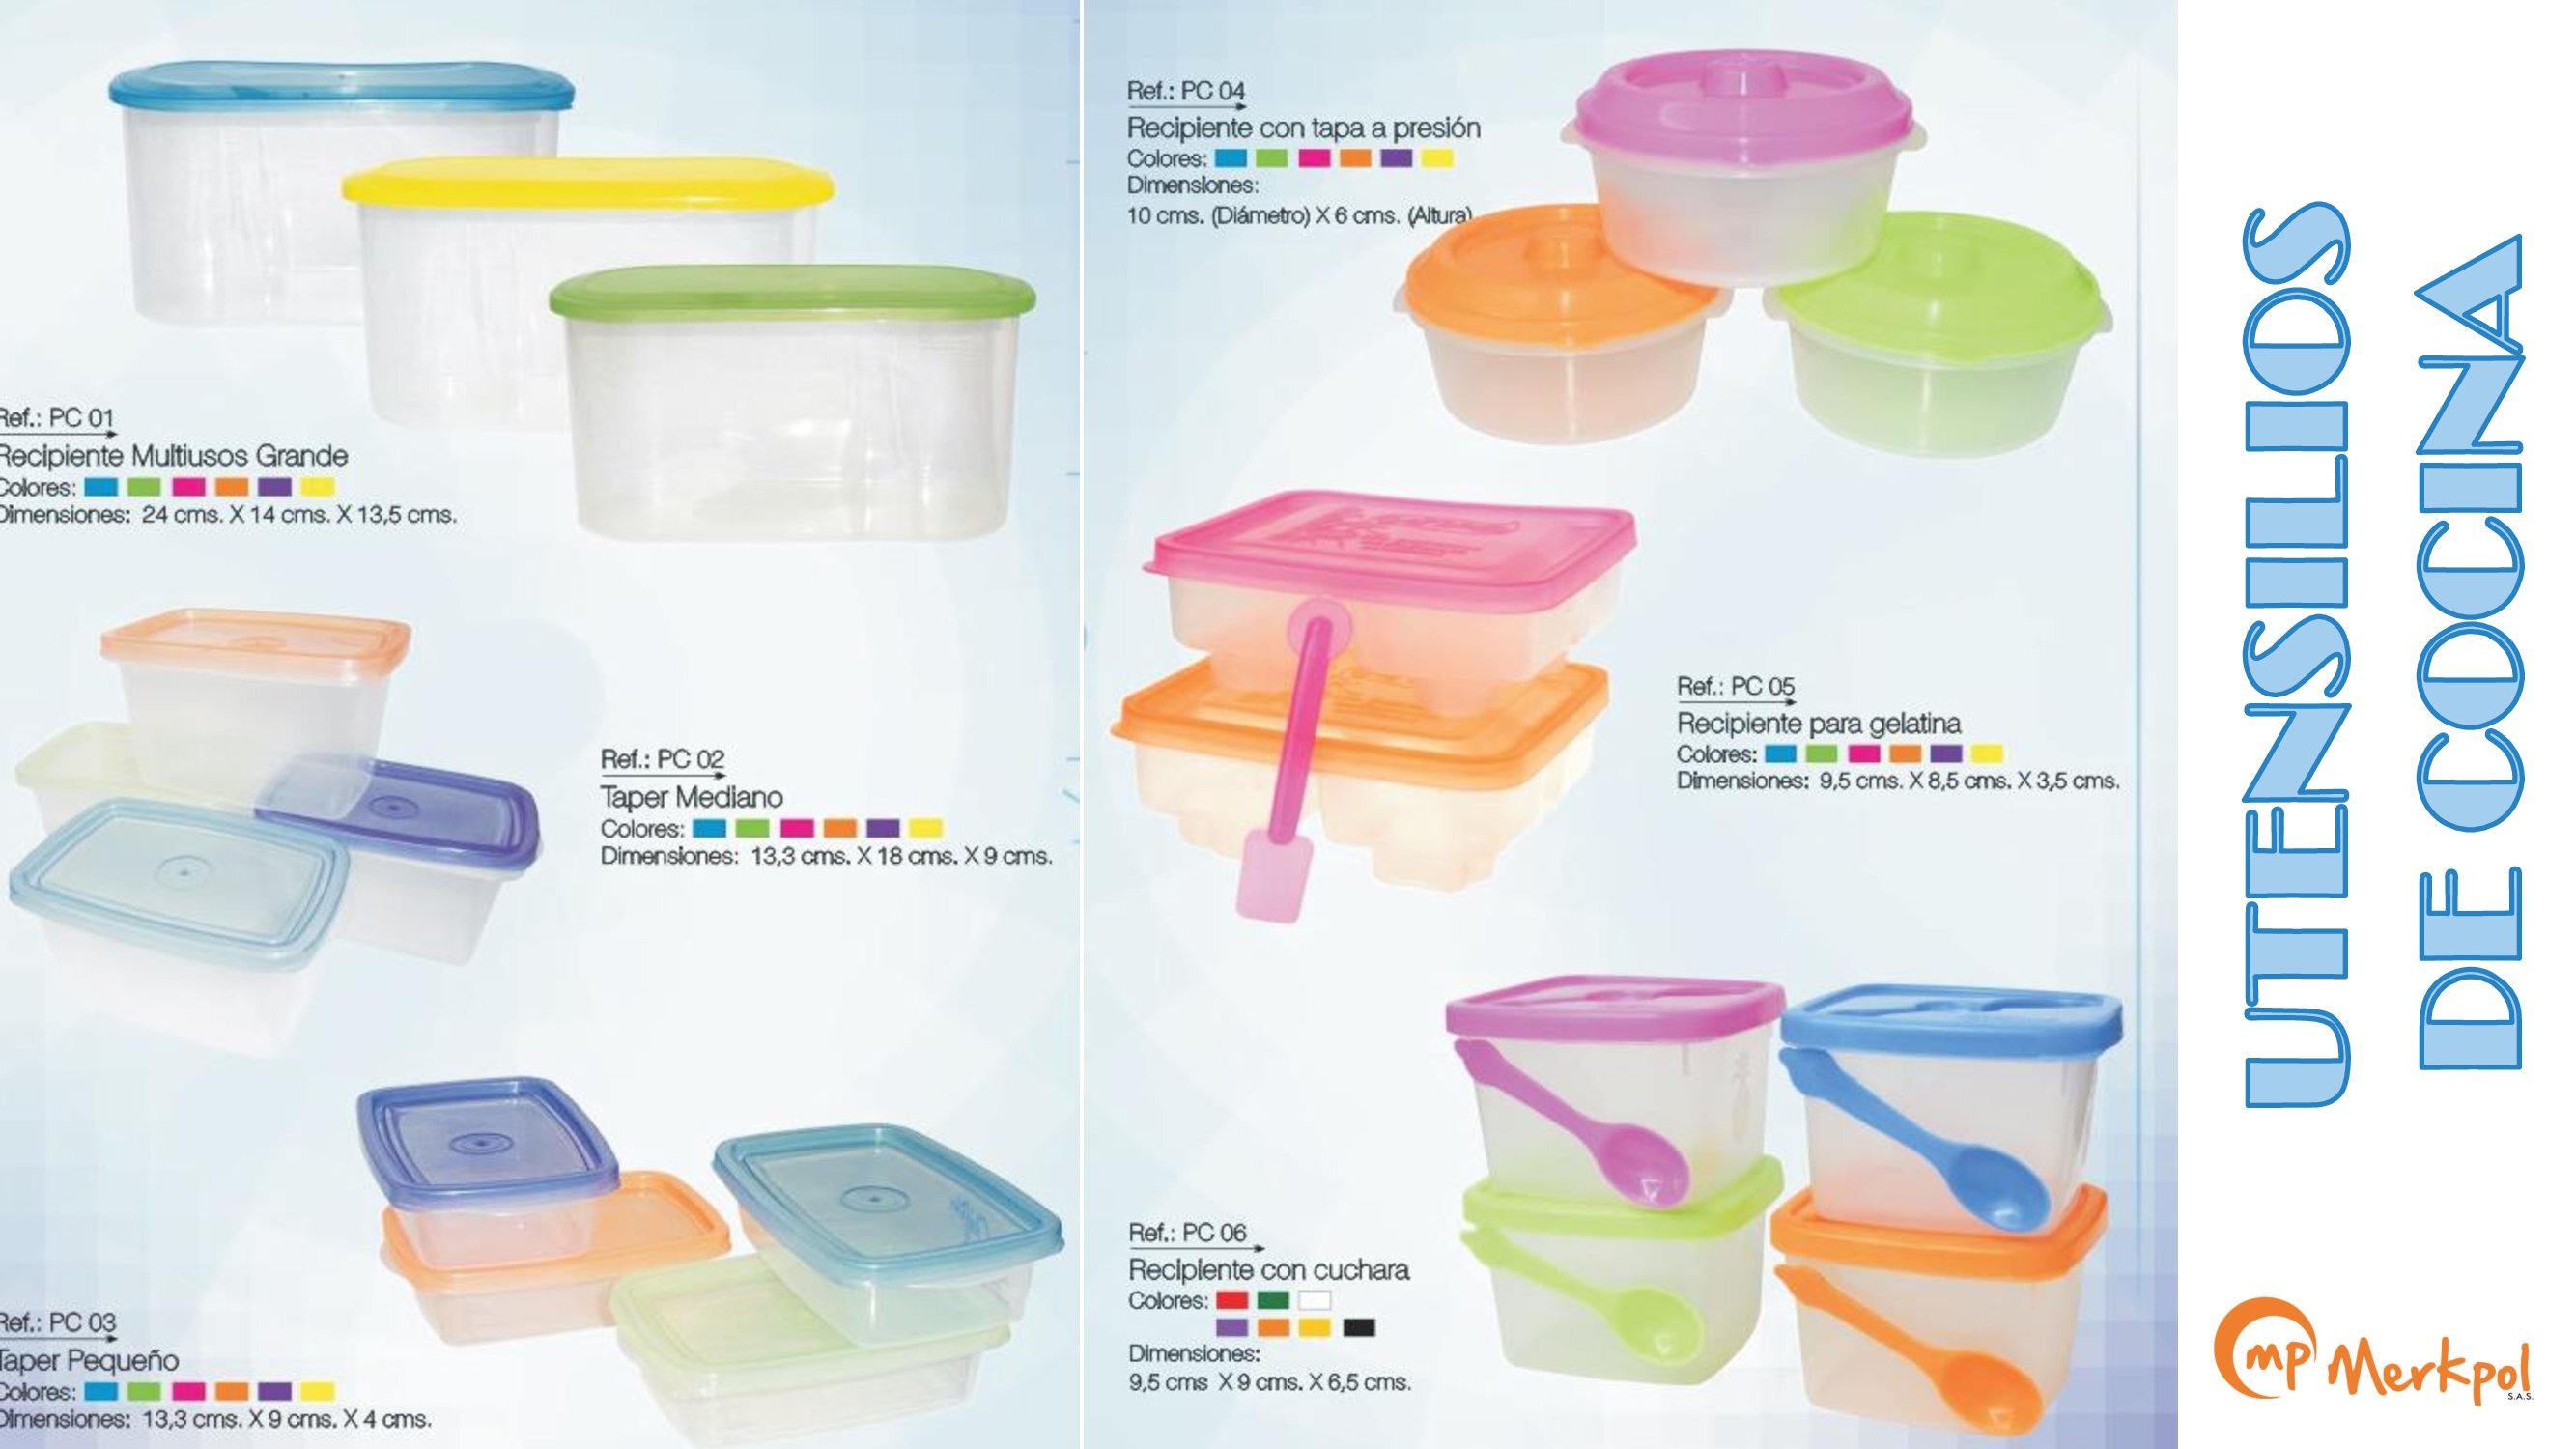 Ref.: PC 01
Recipiente Multiusos Grande
Colores:
Dimensiones: 24 cms. X 14 cms. X 13,5 cms.
Ref.: PC 02
Taper Mediano
Colores:
Dimensiones: 13,3 cms. X 18 cms. X 9 cms.
Ref.: PC 03
Taper Pequeño
Colores:
Dimensiones: 13,3 cms. X 9 cms. X 4 cms.
Ref.: PC 04
Recipiente con tapa a presión
Colores:
Dimensiones:
10 cms. (Diámetro) X 6 cms. (Altura)
Ref.: PC 05
Recipiente para gelatina
Colores:
Dimensiones: 9,5 cms. X 8,5 cms. X 3,5 cms.
Ref.: PC 06
Recipiente con cuchara
Colores:
Dimensiones:
9,5 cms X 9 cms. X 6,5 cms.
UTENSILIOS
DE COCINA
mp Merkpol
S.A.S.